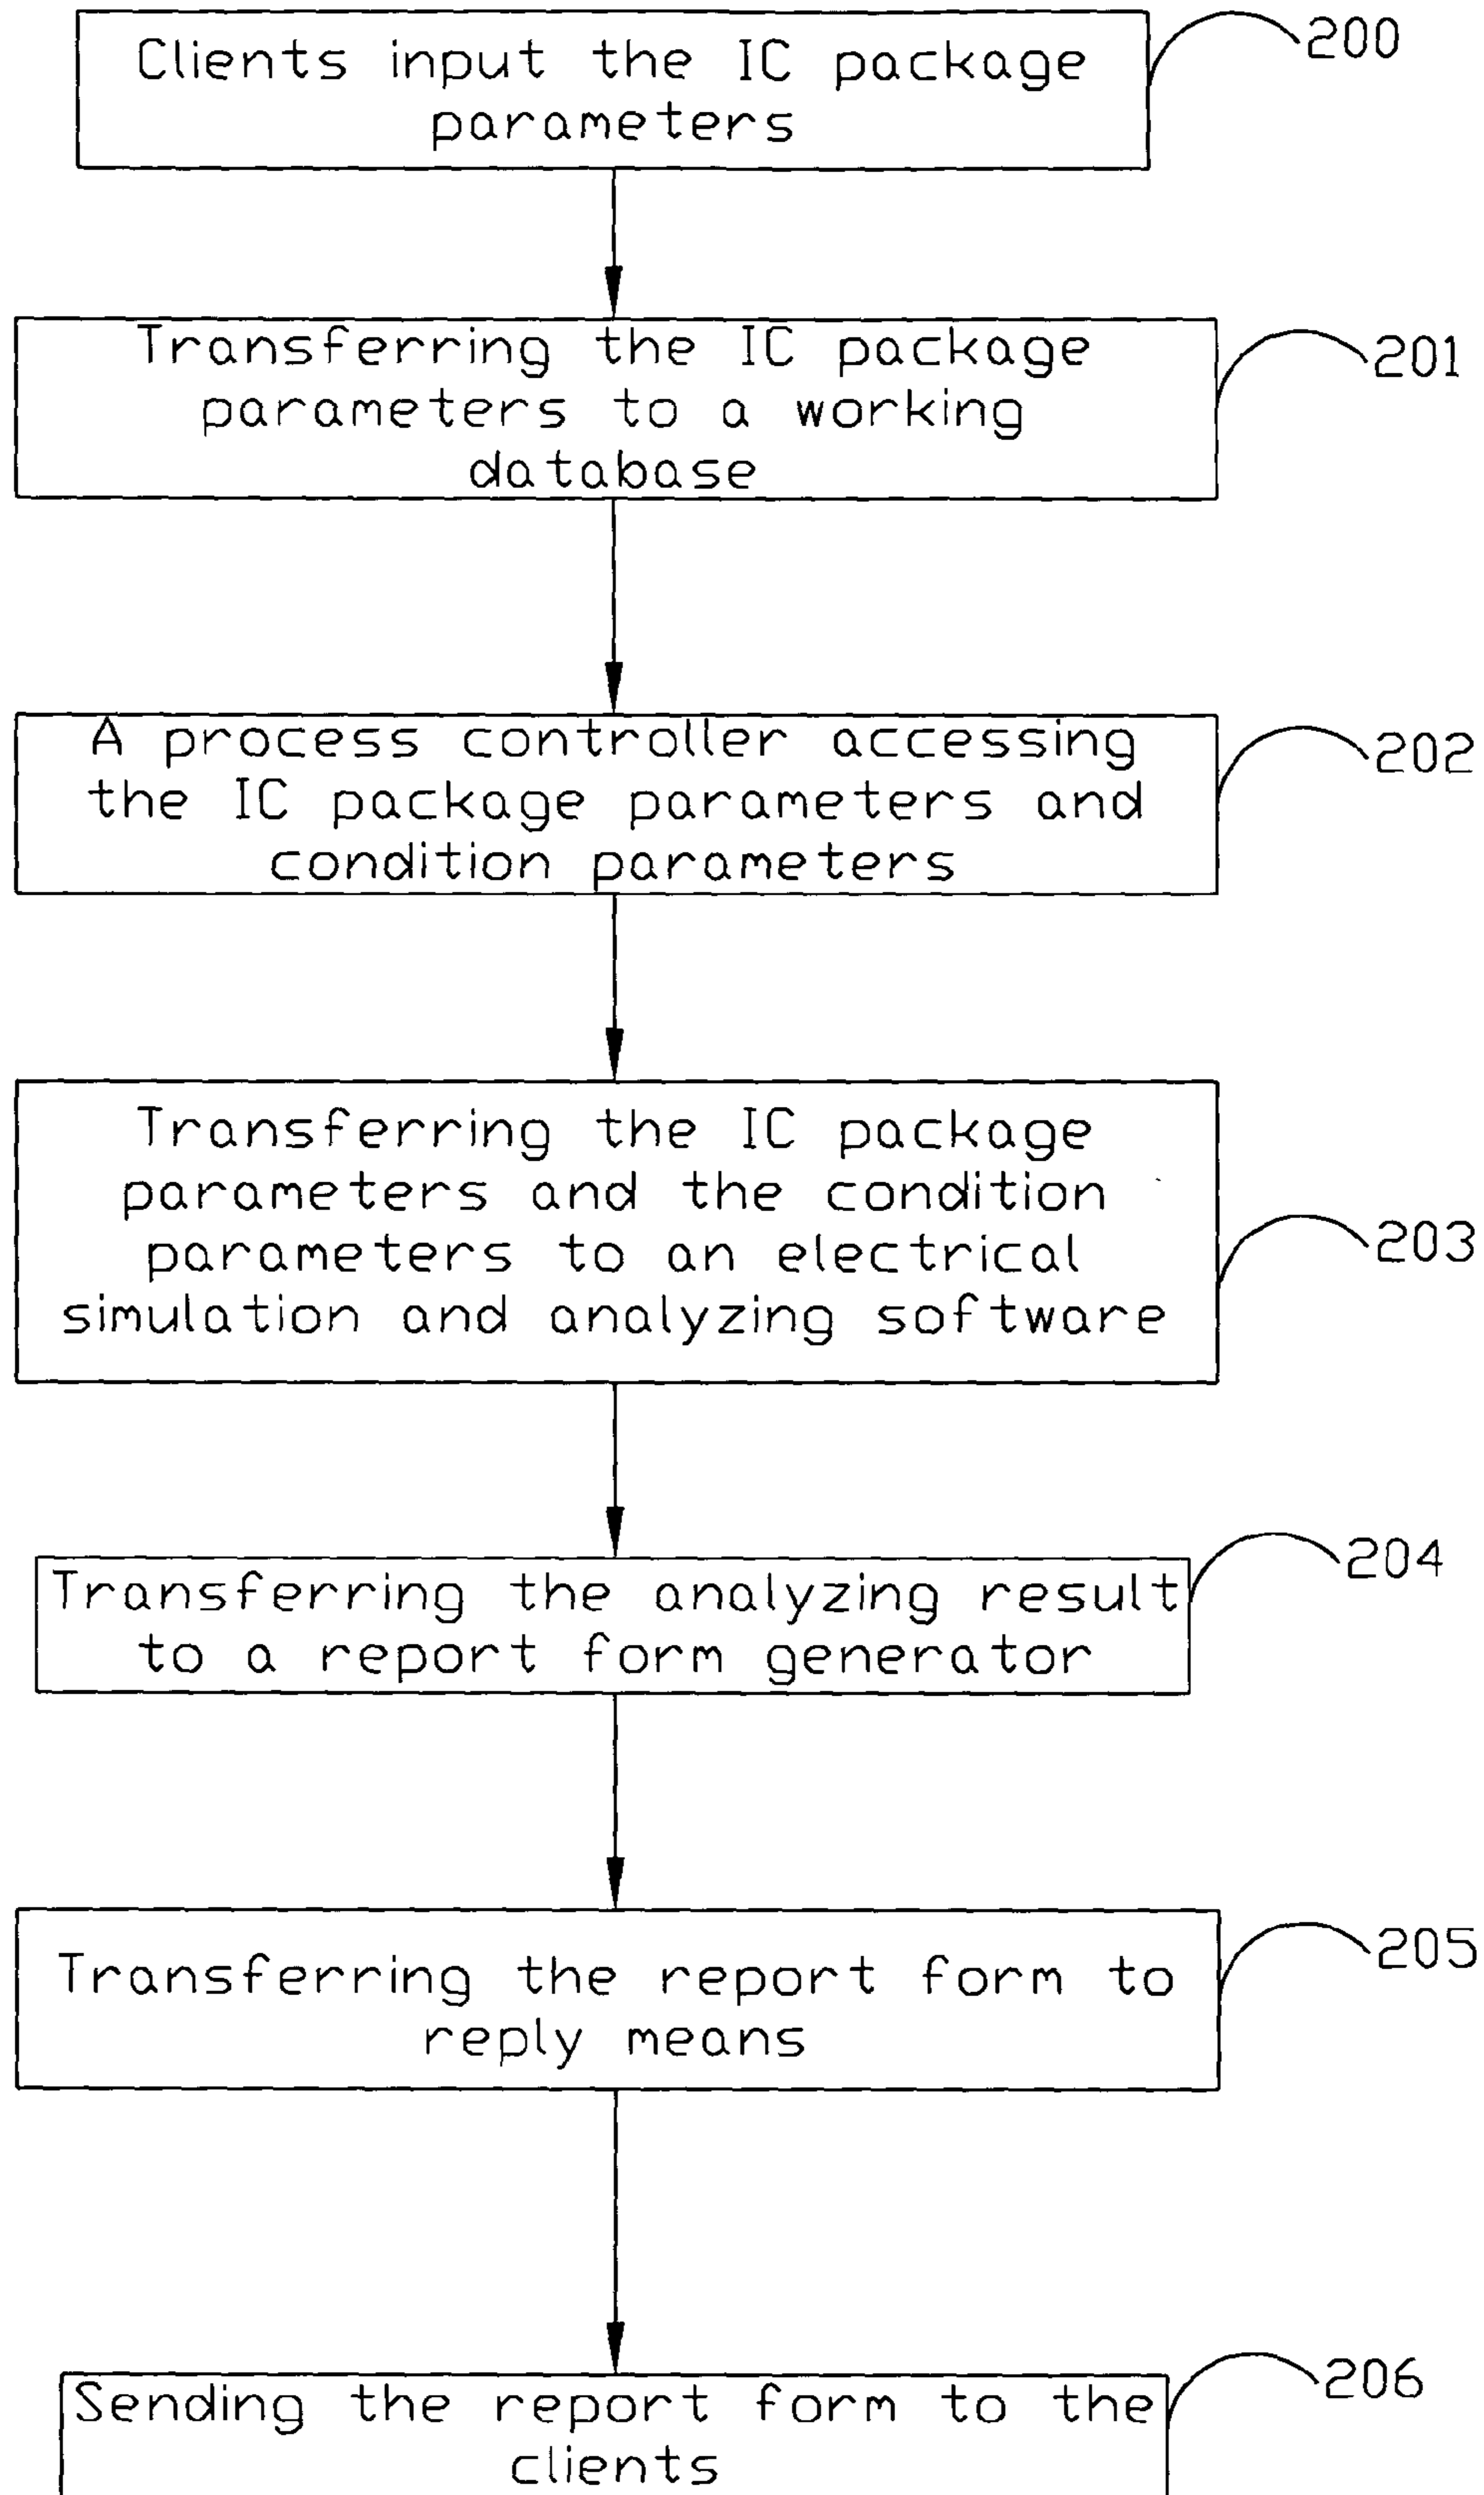 Clients input the IC package
parameters
200
Transferring the IC package
parameters to a working
database
201
A process controller accessing
the IC package parameters and
condition parameters
202
Transferring the IC package
parameters and the condition
parameters to an electrical
simulation and analyzing software
203
Transferring the analyzing result
to a report form generator
204
Transferring the report form to
reply means
205
Sending the report form to the
clients
206